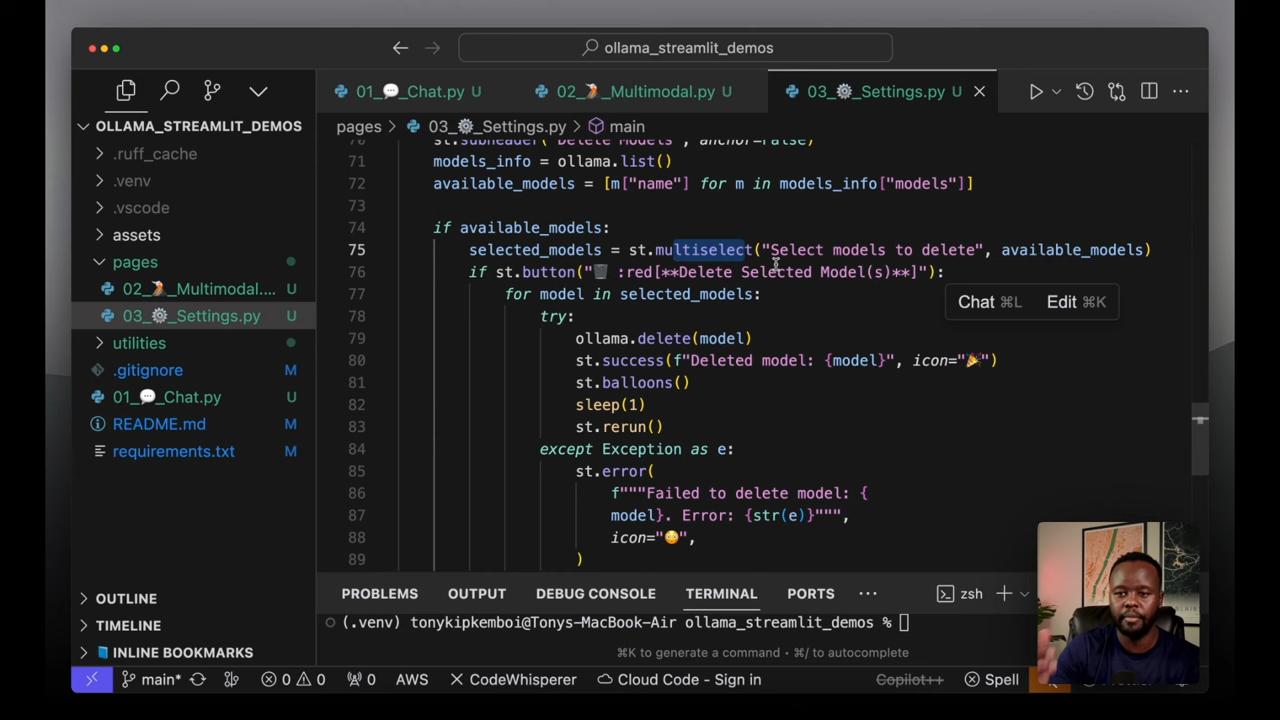 ollama_streamlit_demos
01_💬_Chat.py U
02_🌋_Multimodal.py U
03_⚙️_Settings.py U
OLLAMA_STREAMLIT_DEMOS
.ruff_cache
.venv
.vscode
assets
pages
02_🌋_Multimodal.... U
03_⚙️_Settings.py U
utilities
.gitignore M
01_💬_Chat.py U
README.md M
requirements.txt M
OUTLINE
TIMELINE
INLINE BOOKMARKS
pages > 03_⚙️_Settings.py > main
70 st.subheader("Delete Models", anchor=False)
71 models_info = ollama.list()
72 available_models = [m["name"] for m in models_info["models"]]
73
74 if available_models:
75 selected_models = st.multiselect("Select models to delete", available_models)
76 if st.button("🗑️ :red[**Delete Selected Model(s)**]"):
77 for model in selected_models:
78 try:
79 ollama.delete(model)
80 st.success(f"Deleted model: {model}", icon="🎉")
81 st.balloons()
82 sleep(1)
83 st.rerun()
84 except Exception as e:
85 st.error(
86 f"""Failed to delete model: {
87 model}. Error: {str(e)}""",
88 icon="😳",
89 )
Chat ⌘L Edit ⌘K
PROBLEMS OUTPUT DEBUG CONSOLE TERMINAL PORTS ··· zsh
(.venv) tonykipkemboi@Tonys-MacBook-Air ollama_streamlit_demos %
⌘K to generate a command · ⌘/ to autocomplete
main* 0 0 0 AWS CodeWhisperer Cloud Code - Sign in Copilot++ Spell